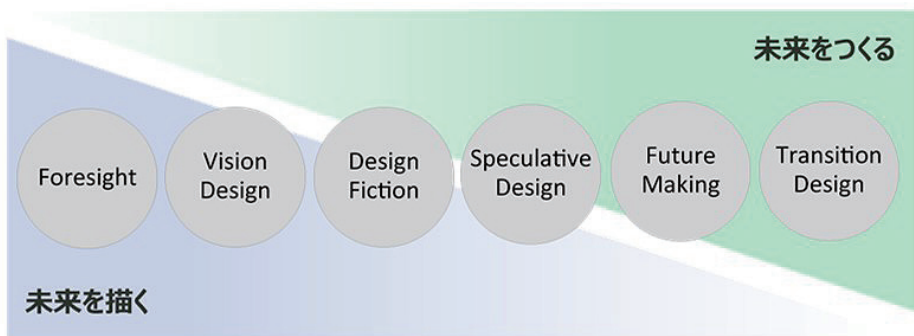 未来をつくる
Foresight
Vision
Design
Design
Fiction
Speculative
Design
Future
Making
Transition
Design
未来を描く